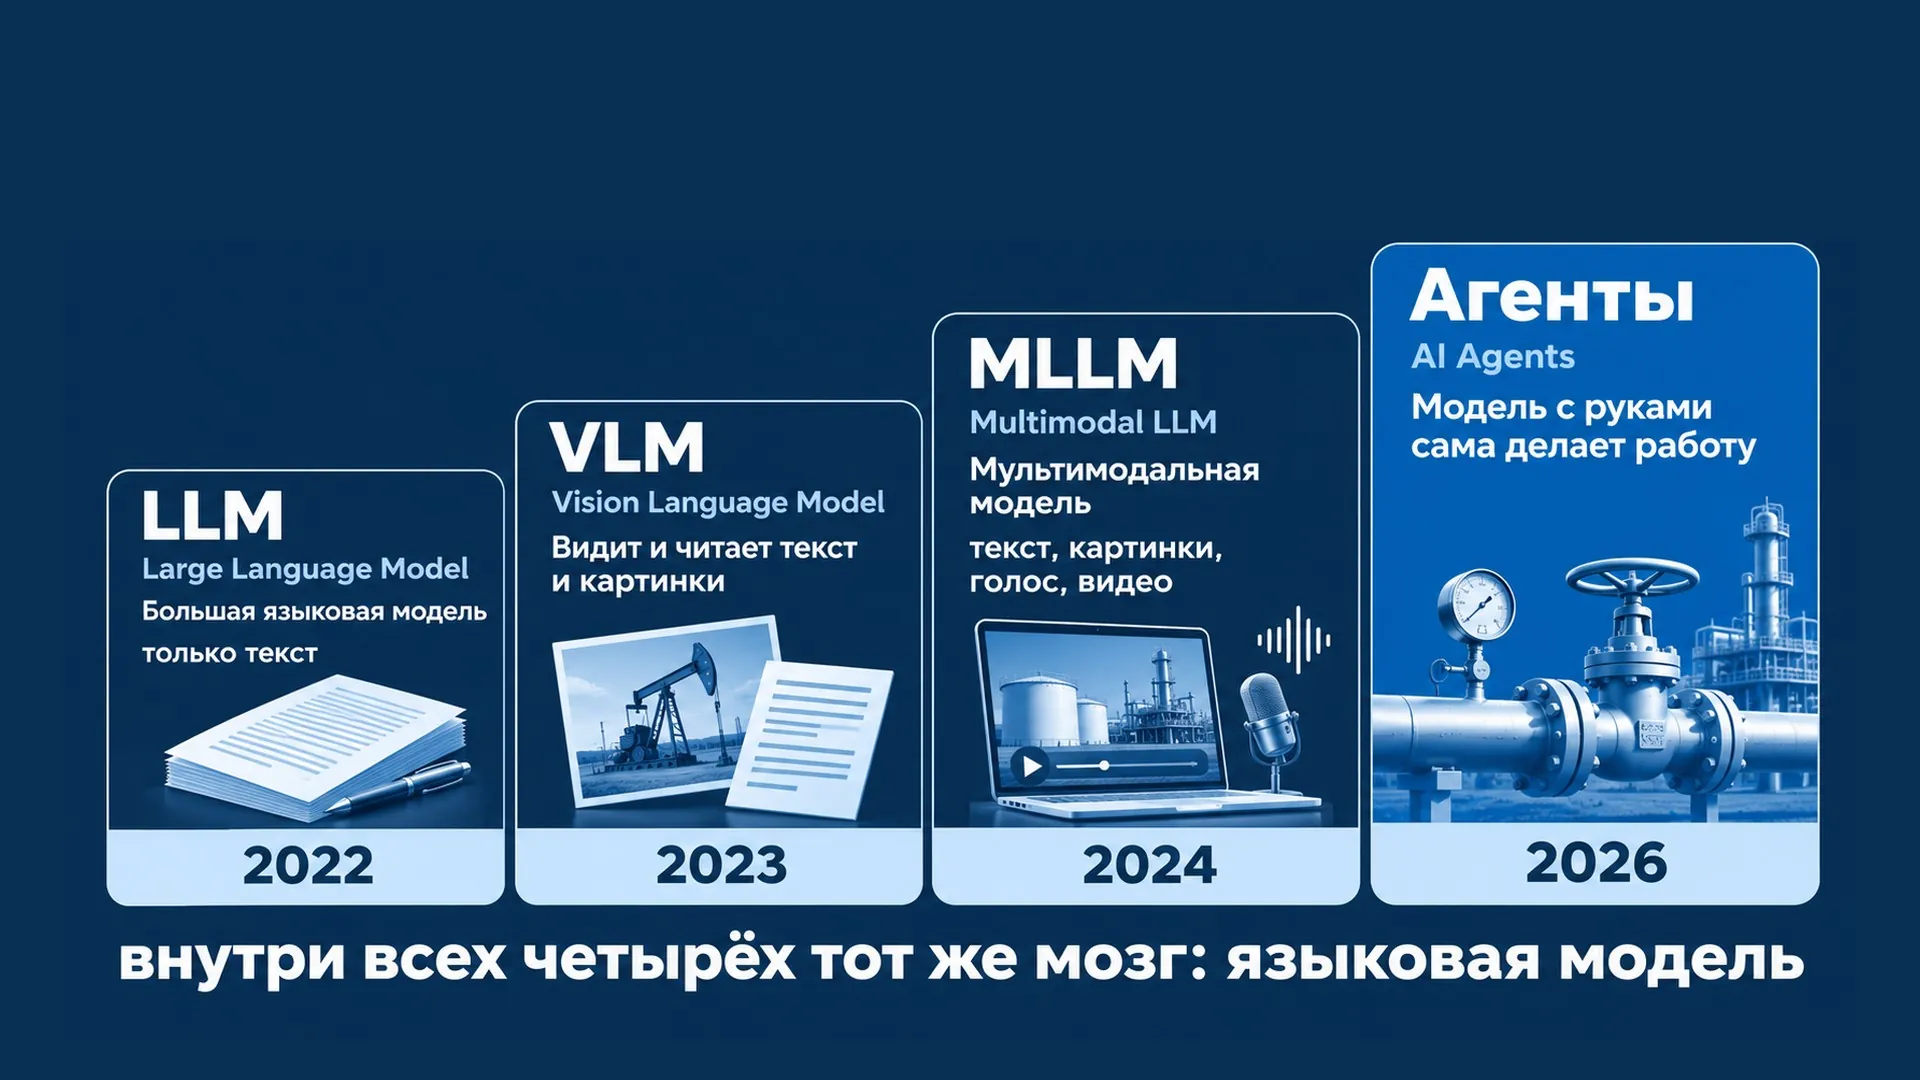 LLM
Large Language Model
Большая языковая модель
только текст
2022
VLM
Vision Language Model
Видит и читает текст
и картинки
2023
MLLM
Multimodal LLM
Мультимодальная
модель
текст, картинки,
голос, видео
2024
Агенты
AI Agents
Модель с руками
сама делает работу
2026
внутри всех четырёх тот же мозг: языковая модель